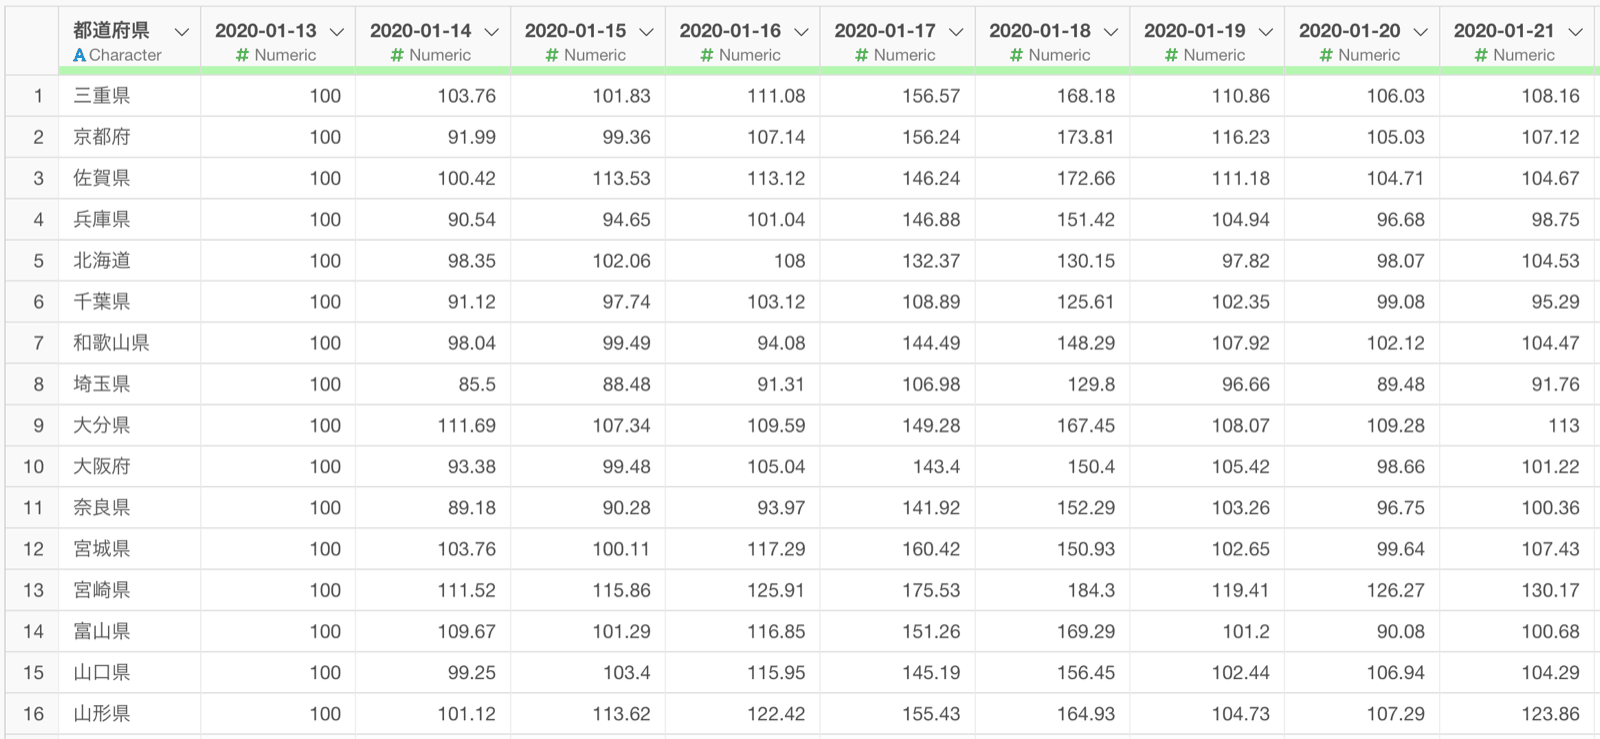 都道府県 2020-01-13 2020-01-14 2020-01-15 2020-01-16 2020-01-17 2020-01-18 2020-01-19 2020-01-20 2020-01-21
A Character # Numeric # Numeric # Numeric # Numeric # Numeric # Numeric # Numeric # Numeric # Numeric
1 三重県 100 103.76 101.83 111.08 156.57 168.18 110.86 106.03 108.16
2 京都府 100 91.99 99.36 107.14 156.24 173.81 116.23 105.03 107.12
3 佐賀県 100 100.42 113.53 113.12 146.24 172.66 111.18 104.71 104.67
4 兵庫県 100 90.54 94.65 101.04 146.88 151.42 104.94 96.68 98.75
5 北海道 100 98.35 102.06 108 132.37 130.15 97.82 98.07 104.53
6 千葉県 100 91.12 97.74 103.12 108.89 125.61 102.35 99.08 95.29
7 和歌山県 100 98.04 99.49 94.08 144.49 148.29 107.92 102.12 104.47
8 埼玉県 100 85.5 88.48 91.31 106.98 129.8 96.66 89.48 91.76
9 大分県 100 111.69 107.34 109.59 149.28 167.45 108.07 109.28 113
10 大阪府 100 93.38 99.48 105.04 143.4 150.4 105.42 98.66 101.22
11 奈良県 100 89.18 90.28 93.97 141.92 152.29 103.26 96.75 100.36
12 宮城県 100 103.76 100.11 117.29 160.42 150.93 102.65 99.64 107.43
13 宮崎県 100 111.52 115.86 125.91 175.53 184.3 119.41 126.27 130.17
14 富山県 100 109.67 101.29 116.85 151.26 169.29 101.2 90.08 100.68
15 山口県 100 99.25 103.4 115.95 145.19 156.45 102.44 106.94 104.29
16 山形県 100 101.12 113.62 122.42 155.43 164.93 104.73 107.29 123.86